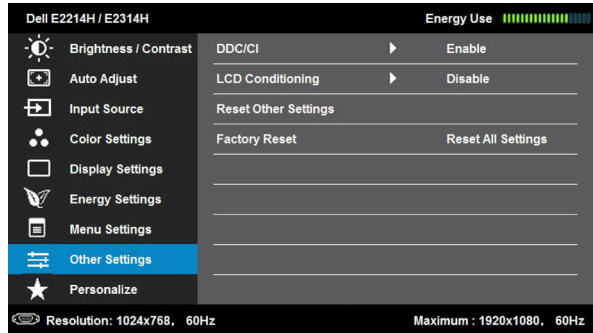 Dell E2214H / E2314H Energy Use
Brightness / Contrast DDC/CI Enable
Auto Adjust LCD Conditioning Disable
Input Source Reset Other Settings
Color Settings Factory Reset Reset All Settings
Display Settings
Energy Settings
Menu Settings
Other Settings
Personalize
Resolution: 1024x768, 60Hz Maximum : 1920x1080, 60Hz